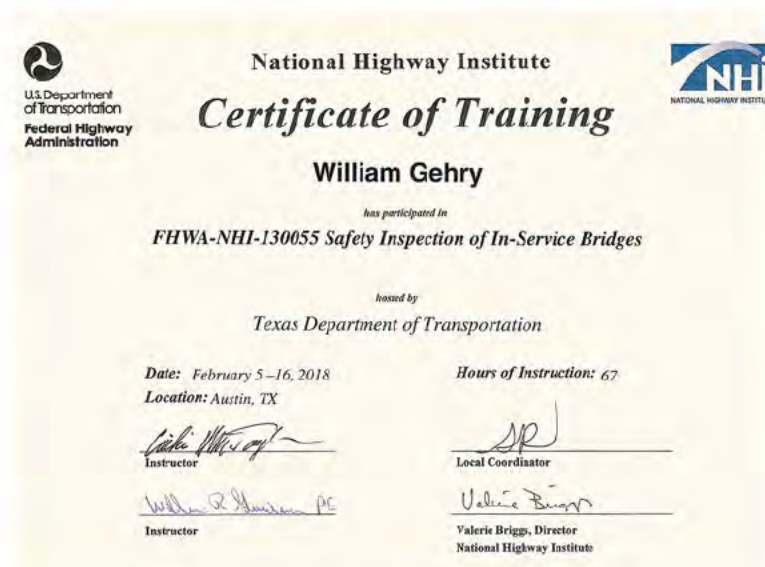 National Highway Institute
Certificate of Training
U.S. Department
of Transportation
Federal Highway
Administration
NHI
NATIONAL HIGHWAY INSTITU
William Gehry
has participated in
FHWA-NHI-130055 Safety Inspection of In-Service Bridges
hosted by
Texas Department of Transportation
Date: February 5–16, 2018
Hours of Instruction: 67
Location: Austin, TX
Instructor
Local Coordinator
Valerie Briggs
Instructor
Valerie Briggs, Director
National Highway Institute